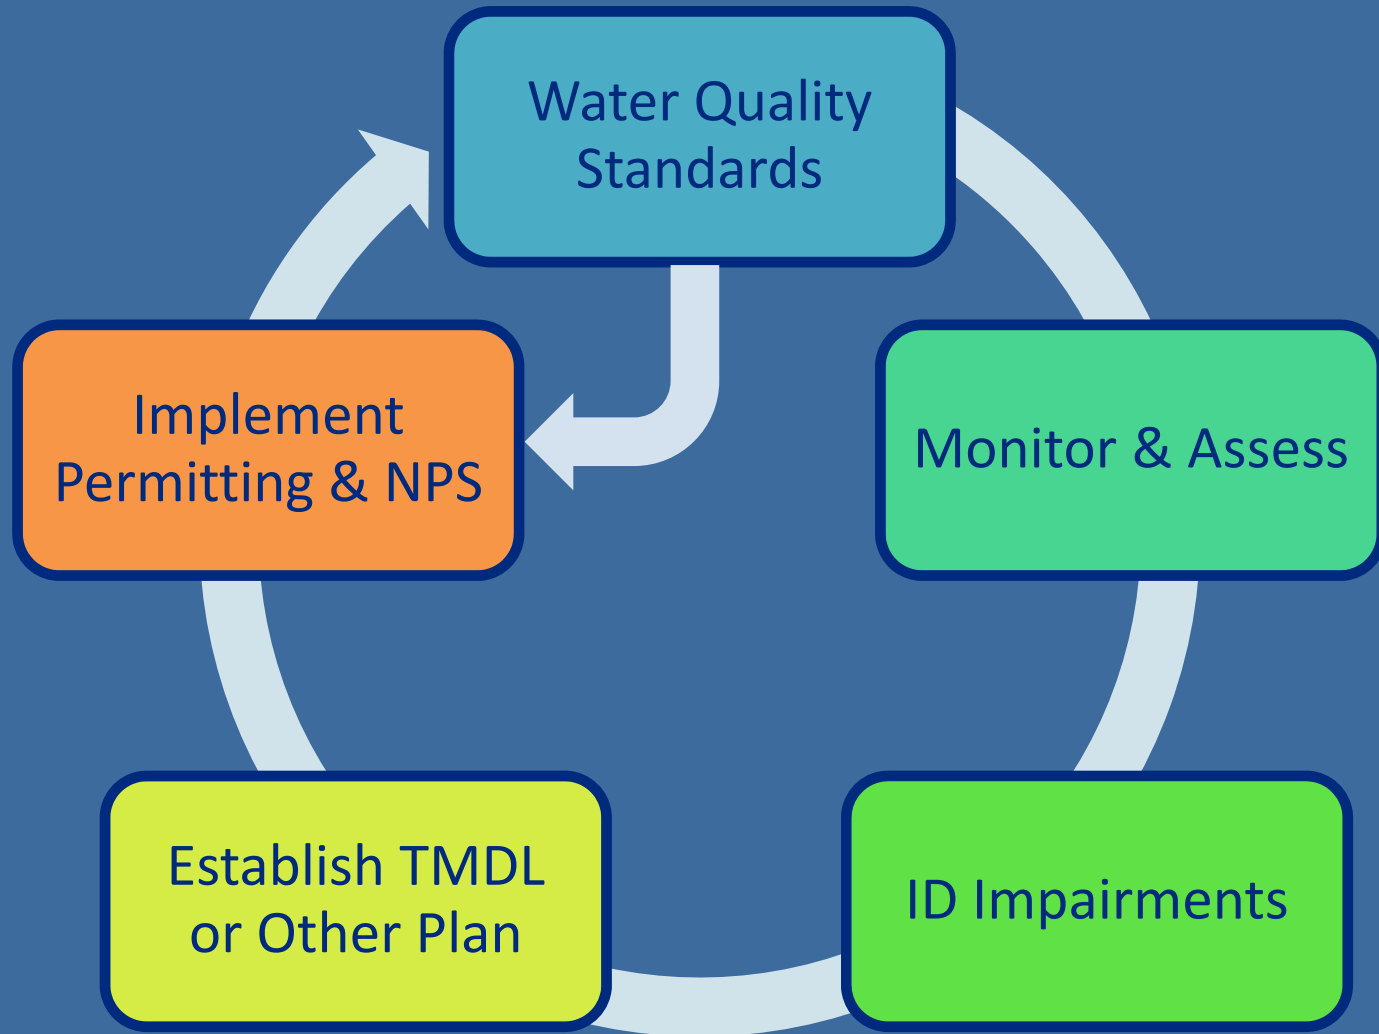 Water Quality
Standards
Implement
Permitting & NPS
Monitor & Assess
Establish TMDL
or Other Plan
ID Impairments